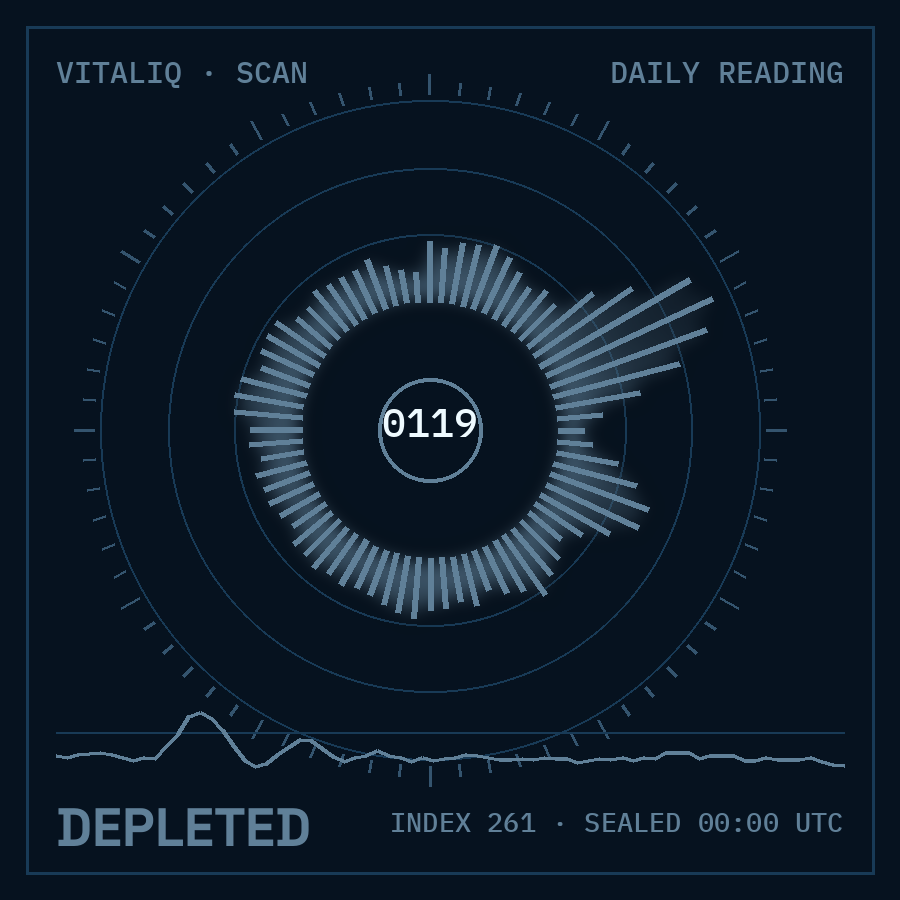 VITALIQ · SCAN
DAILY READING
0119
DEPLETED
INDEX 261 · SEALED 00:00 UTC